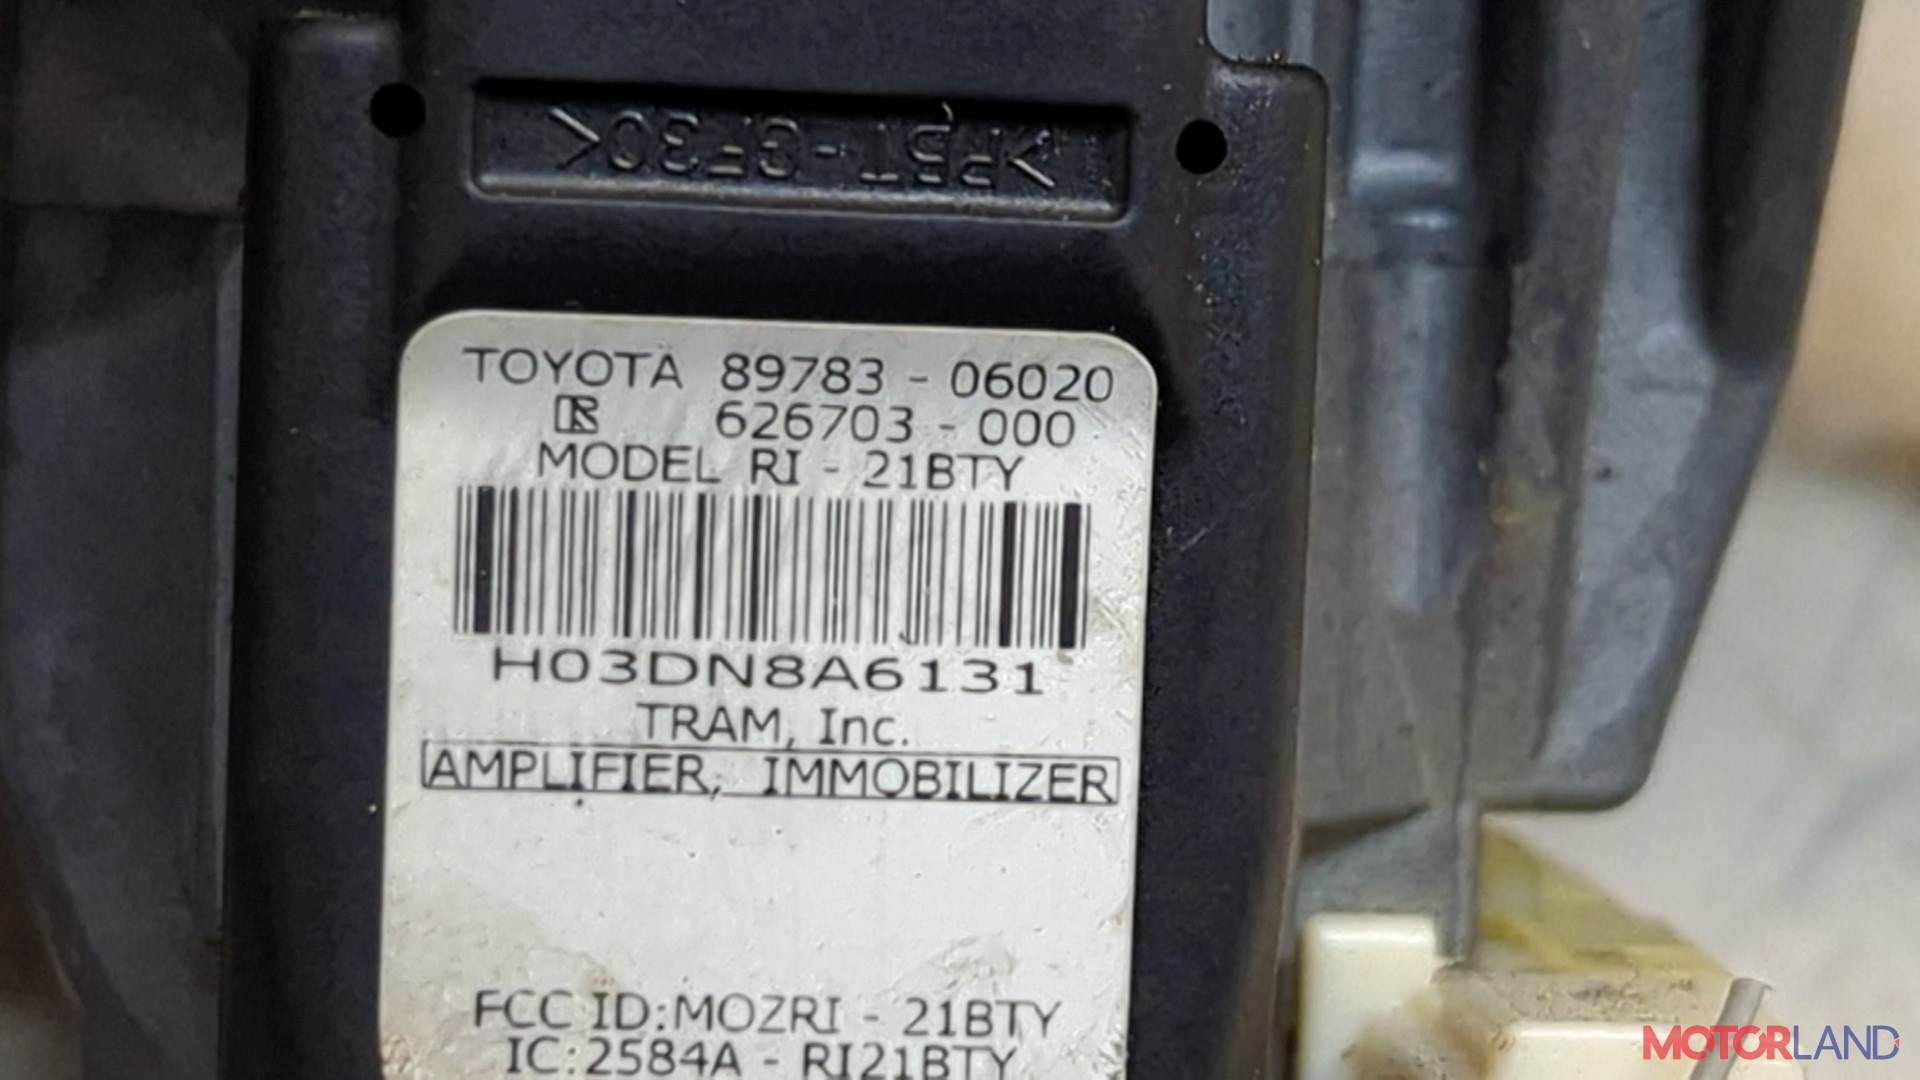 >PBT-GF30<
TOYOTA 89783 - 06020
R 626703 - 000
MODEL RI - 21BTY
H03DN8A6131
TRAM, Inc.
AMPLIFIER, IMMOBILIZER
FCC ID:MOZRI - 21BTY
IC:2584A - RI21BTY
MOTORLAND